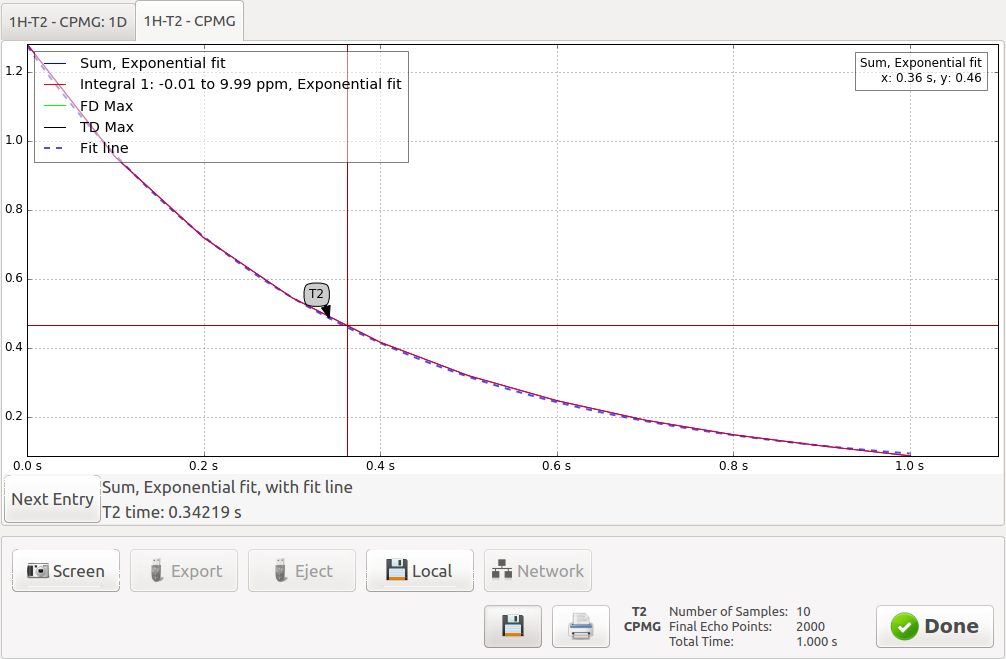 1H-T2 - CPMG: 1D
1H-T2 - CPMG
Sum, Exponential fit
Integral 1: -0.01 to 9.99 ppm, Exponential fit
FD Max
TD Max
Fit line
Sum, Exponential fit
x: 0.36 s, y: 0.46
1.2
1.0
0.8
0.6
0.4
0.2
T2
0.0 s
0.2 s
0.4 s
0.6 s
0.8 s
1.0 s
Next Entry
Sum, Exponential fit, with fit line
T2 time: 0.34219 s
Screen
Export
Eject
Local
Network
T2
CPMG
Number of Samples: 10
Final Echo Points: 2000
Total Time: 1.000 s
Done